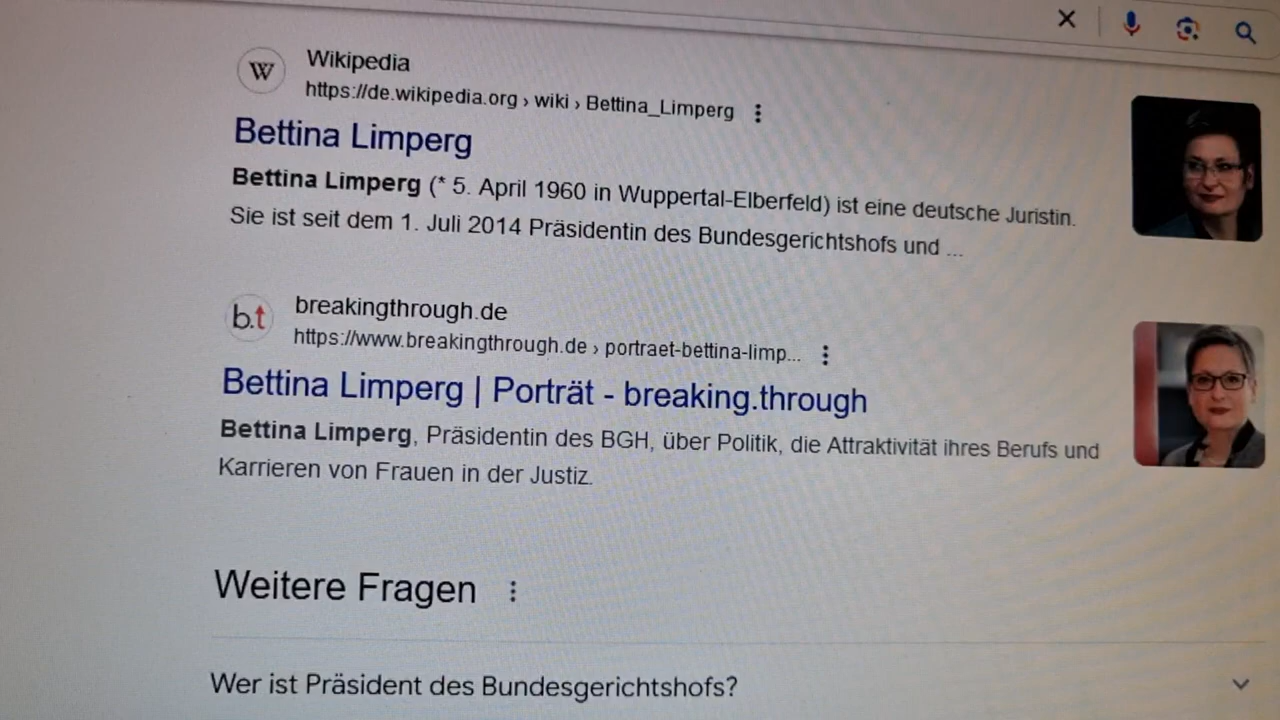 Wikipedia
https://de.wikipedia.org › wiki › Bettina_Limperg
Bettina Limperg
Bettina Limperg (* 5. April 1960 in Wuppertal-Elberfeld) ist eine deutsche Juristin.
Sie ist seit dem 1. Juli 2014 Präsidentin des Bundesgerichtshofs und ...
b.t
breakingthrough.de
https://www.breakingthrough.de › portraet-bettina-limp...
Bettina Limperg | Porträt - breaking.through
Bettina Limperg, Präsidentin des BGH, über Politik, die Attraktivität ihres Berufs und
Karrieren von Frauen in der Justiz.
Weitere Fragen
Wer ist Präsident des Bundesgerichtshofs?